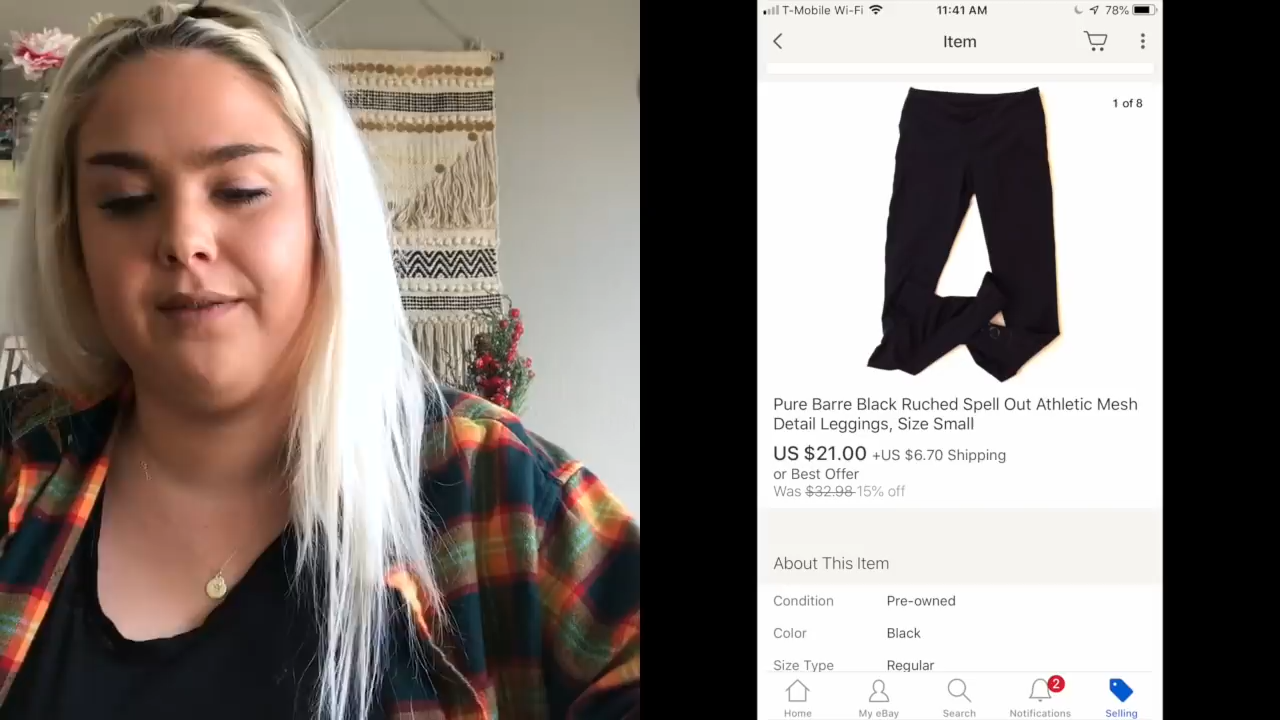 T-Mobile Wi-Fi 11:41 AM 78%
Item
1 of 8
Pure Barre Black Ruched Spell Out Athletic Mesh
Detail Leggings, Size Small
US $21.00 +US $6.70 Shipping
or Best Offer
Was $32.98 15% off
About This Item
Condition Pre-owned
Color Black
Size Type Regular
2
Home My eBay Search Notifications Selling